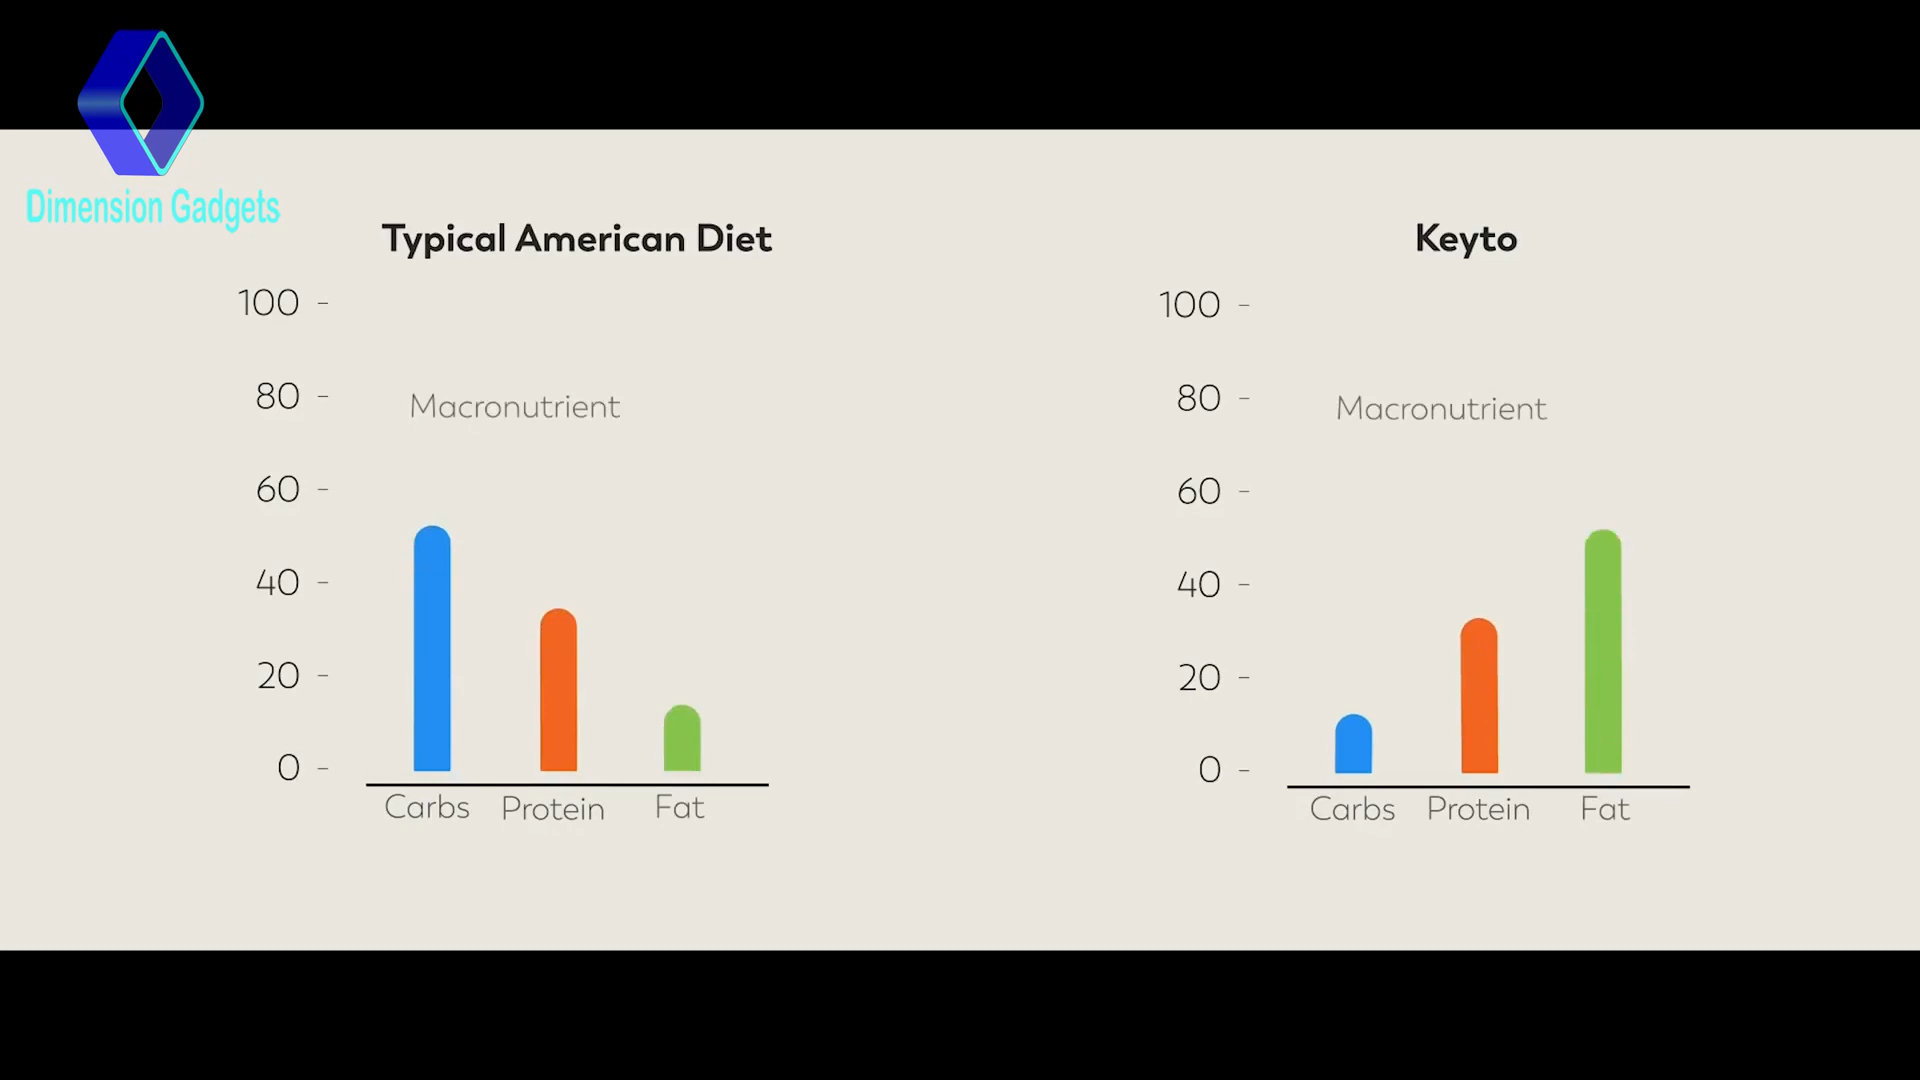 Dimension Gadgets
Typical American Diet
100
80
60
40
20
0
Macronutrient
Carbs Protein Fat
Keyto
100
80
60
40
20
0
Macronutrient
Carbs Protein Fat